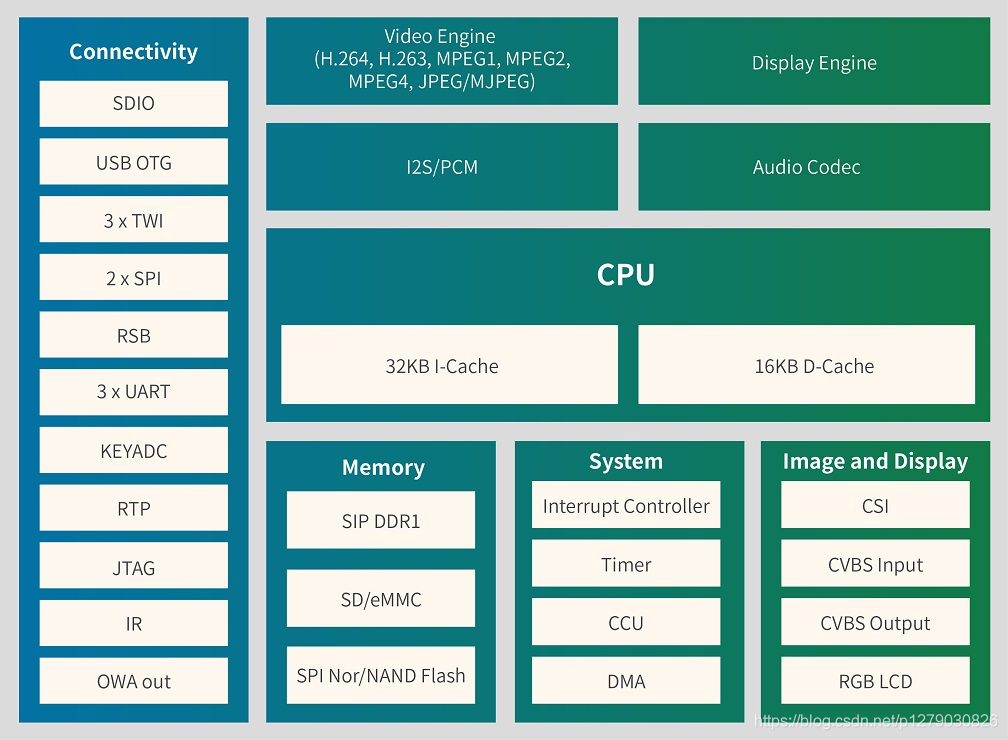 Connectivity
SDIO
USB OTG
3 x TWI
2 x SPI
RSB
3 x UART
KEYADC
RTP
JTAG
IR
OWA out
Video Engine
(H.264, H.263, MPEG1, MPEG2,
MPEG4, JPEG/MJPEG)
Display Engine
I2S/PCM
Audio Codec
CPU
32KB I-Cache
16KB D-Cache
Memory
SIP DDR1
SD/eMMC
SPI Nor/NAND Flash
System
Interrupt Controller
Timer
CCU
DMA
Image and Display
CSI
CVBS Input
CVBS Output
RGB LCD
https://blog.csdn.net/p1279030826